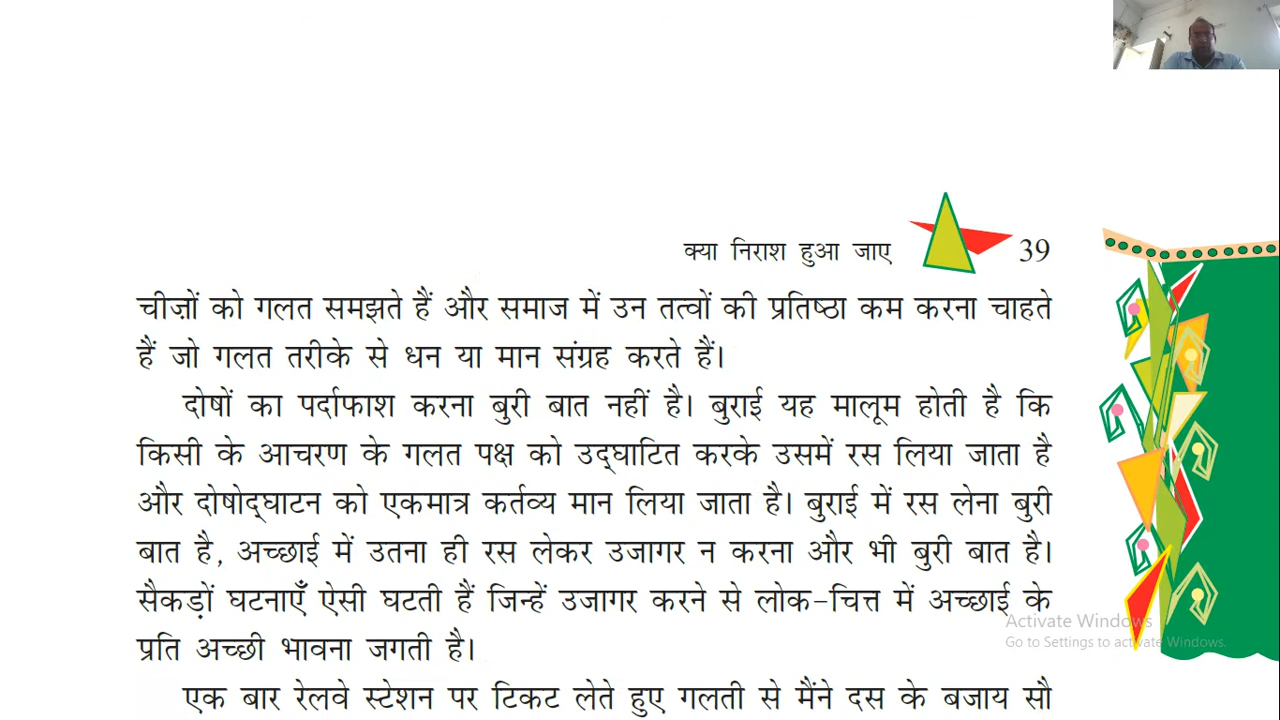 क्या निराश हुआ जाए 39
चीज़ों को गलत समझते हैं और समाज में उन तत्वों की प्रतिष्ठा कम करना चाहते
हैं जो गलत तरीके से धन या मान संग्रह करते हैं।
दोषों का पर्दाफाश करना बुरी बात नहीं है। बुराई यह मालूम होती है कि
किसी के आचरण के गलत पक्ष को उद्घाटित करके उसमें रस लिया जाता है
और दोषोद्घाटन को एकमात्र कर्तव्य मान लिया जाता है। बुराई में रस लेना बुरी
बात है, अच्छाई में उतना ही रस लेकर उजागर न करना और भी बुरी बात है।
सैकड़ों घटनाएँ ऐसी घटती हैं जिन्हें उजागर करने से लोक-चित्त में अच्छाई के
प्रति अच्छी भावना जगती है।
एक बार रेलवे स्टेशन पर टिकट लेते हुए गलती से मैंने दस के बजाय सौ
Activate Windows
Go to Settings to activate Windows.